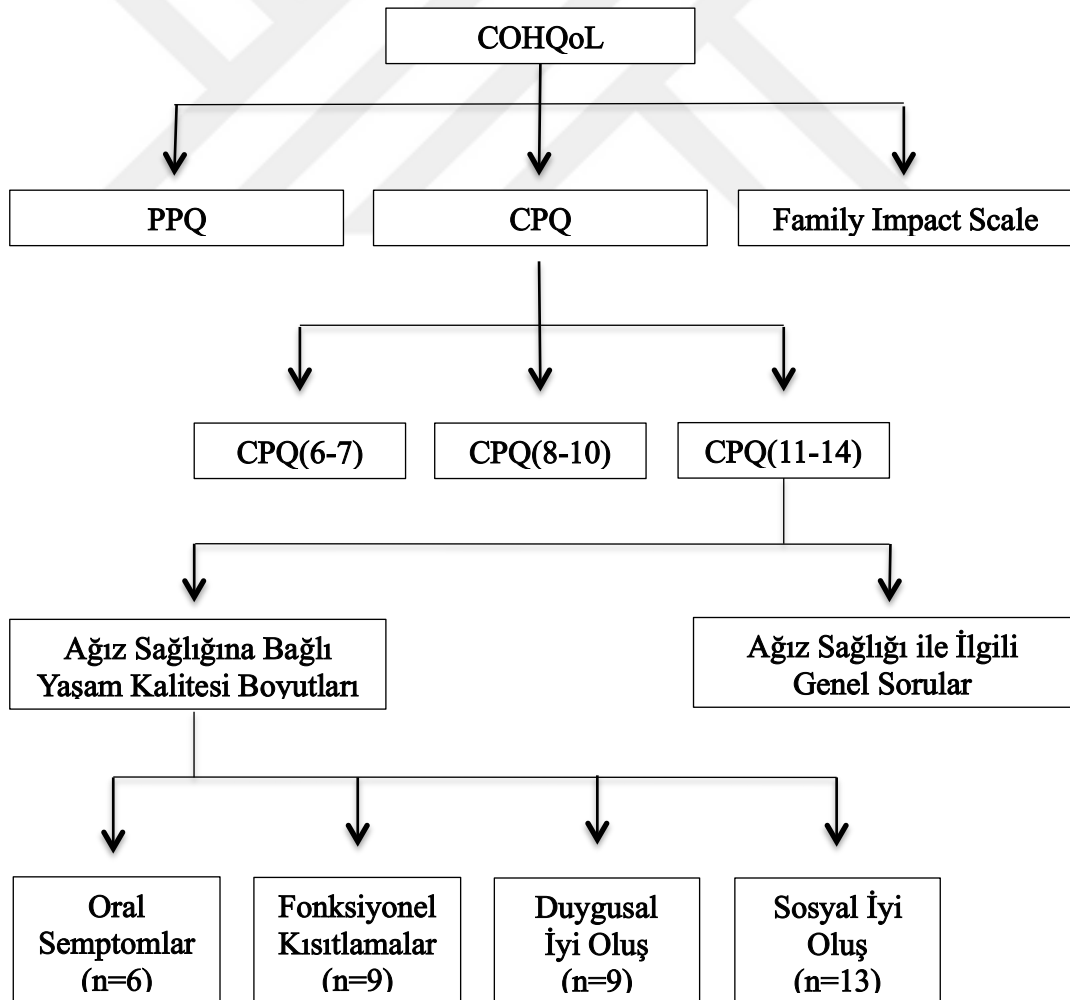 COHQoL
PPQ
CPQ
Family Impact Scale
CPQ(6-7)
CPQ(8-10)
CPQ(11-14)
Ağız Sağlığına Bağlı
Yaşam Kalitesi Boyutları
Ağız Sağlığı ile İlgili
Genel Sorular
Oral
Semptomlar
(n=6)
Fonksiyonel
Kısıtlamalar
(n=9)
Duygusal
İyi Oluş
(n=9)
Sosyal İyi
Oluş
(n=13)